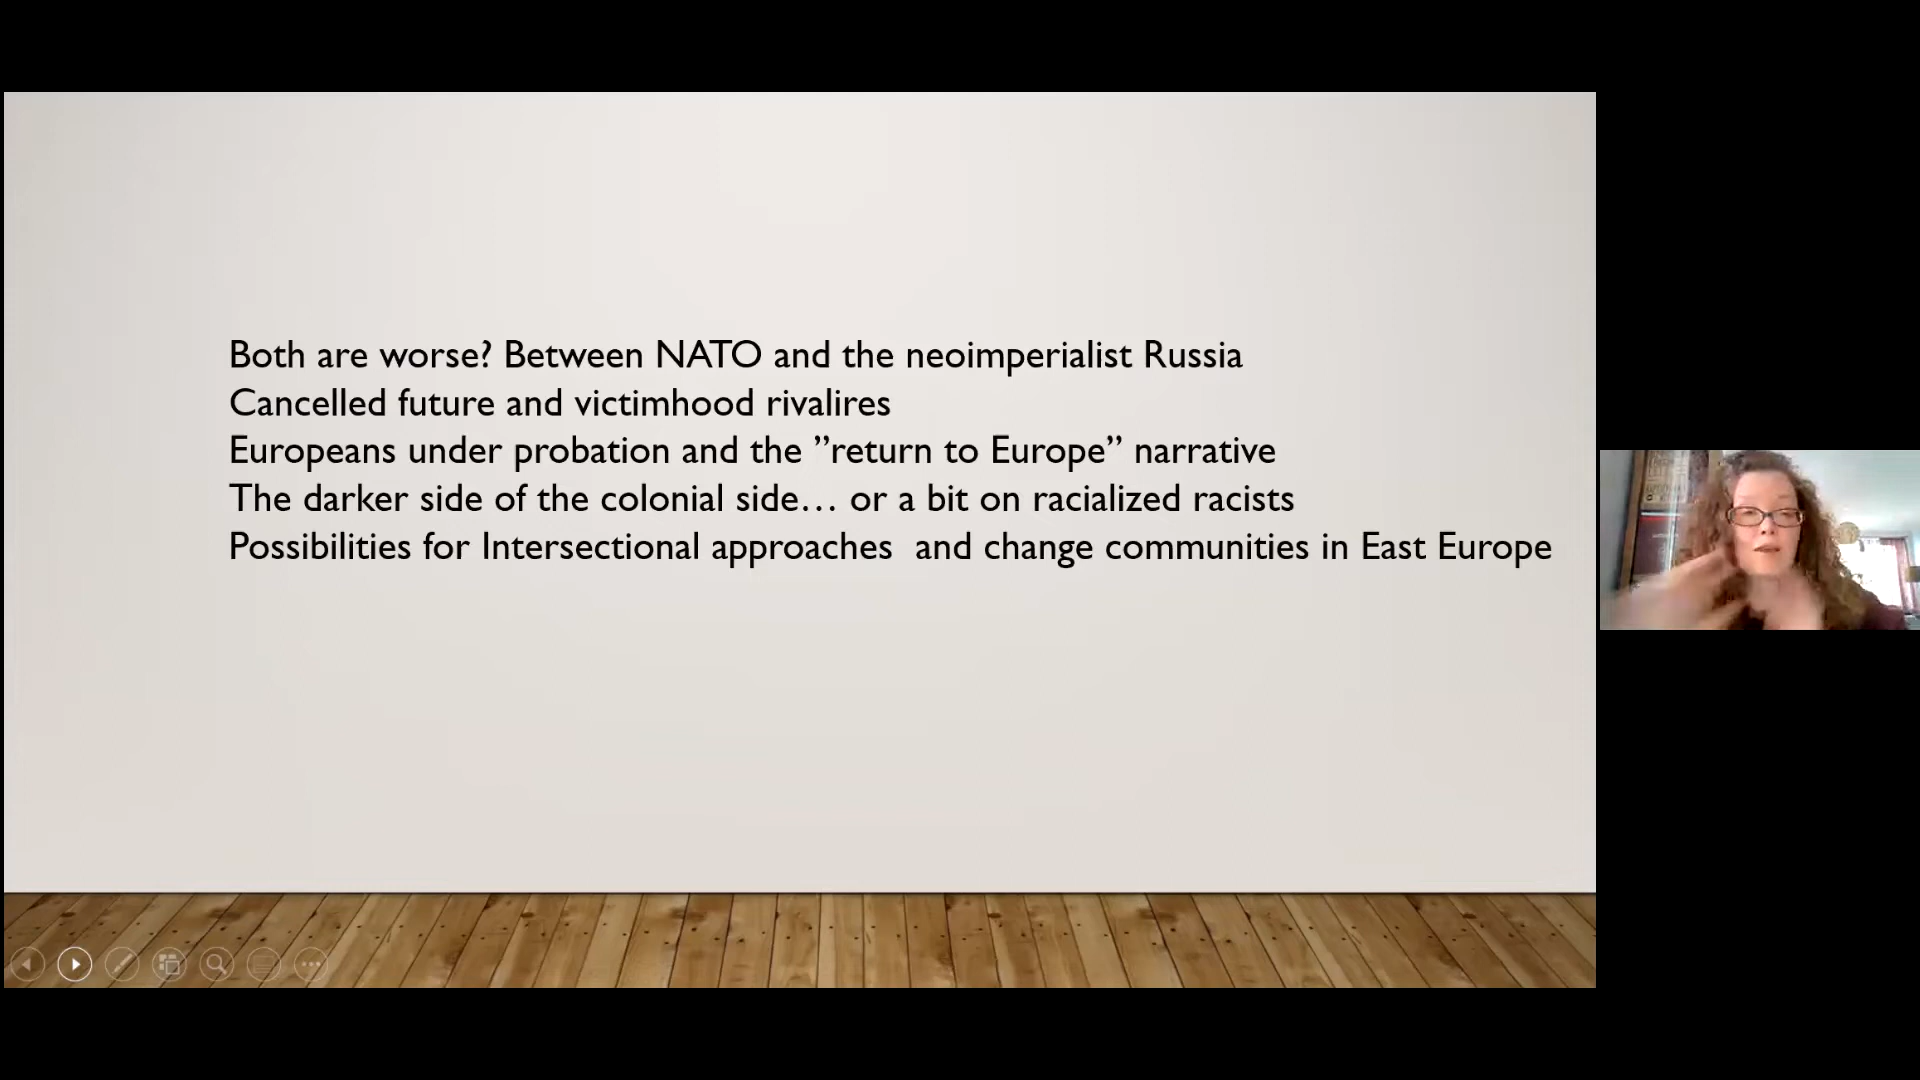 Both are worse? Between NATO and the neoimperialist Russia
Cancelled future and victimhood rivalires
Europeans under probation and the ”return to Europe” narrative
The darker side of the colonial side… or a bit on racialized racists
Possibilities for Intersectional approaches  and change communities in East Europe